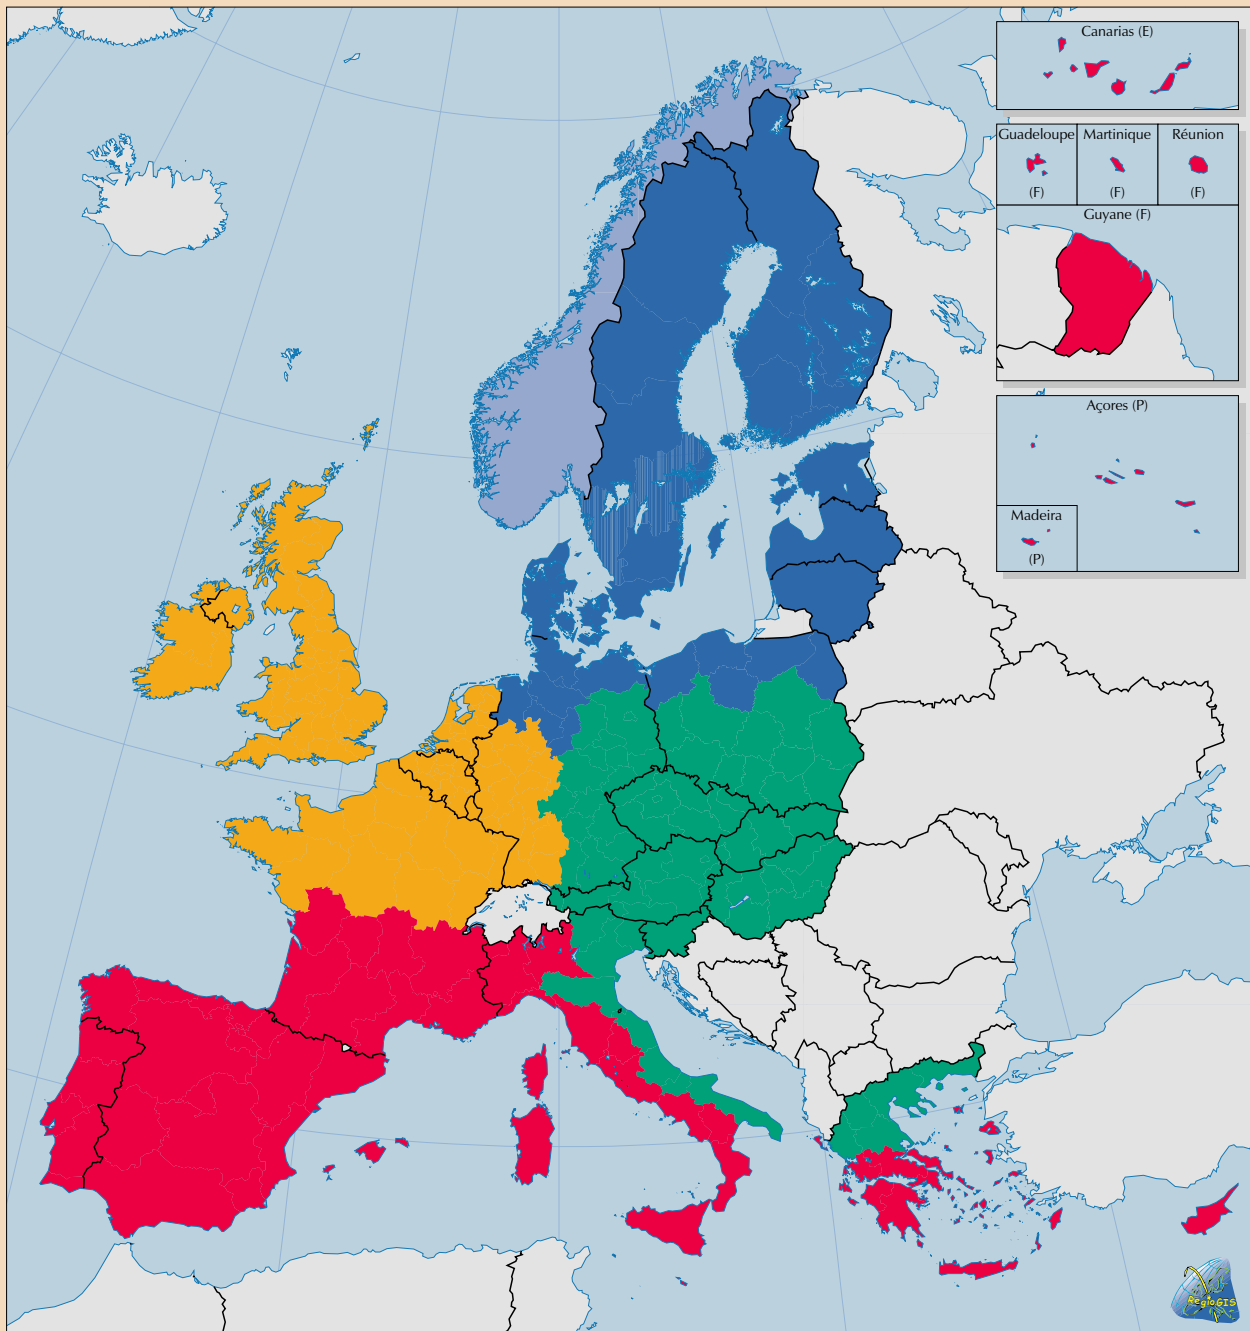 Canarias (E)
Guadeloupe
(F)
Martinique
(F)
Réunion
(F)
Guyane (F)
Açores (P)
Madeira
(P)
RegioGIS